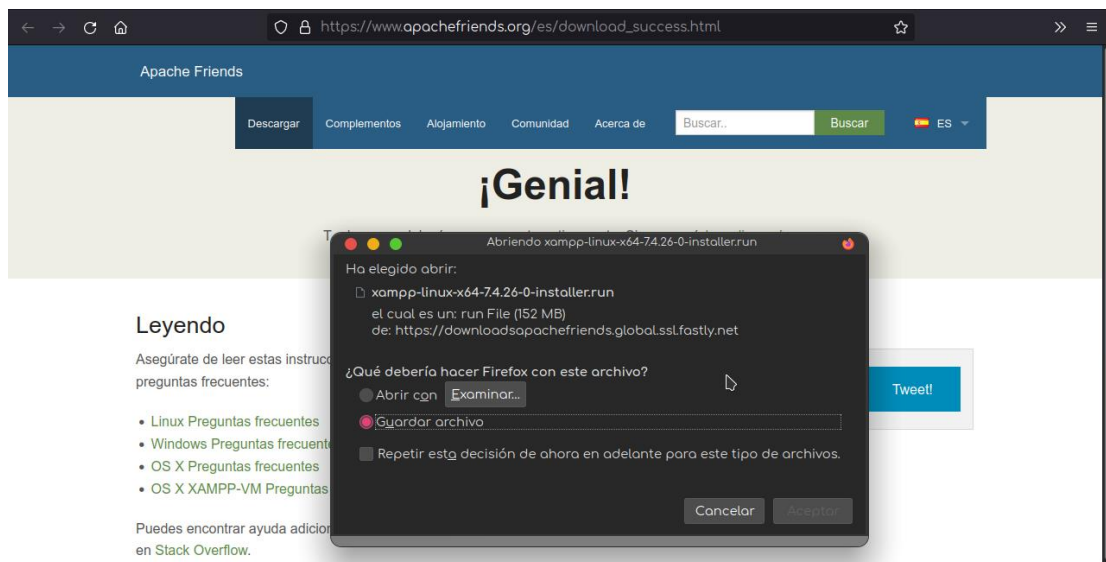 https://www.apachefriends.org/es/download_success.html
Apache Friends
Descargar Complementos Alojamiento Comunidad Acerca de Buscar.. Buscar ES
¡Genial!
Abriendo xampp-linux-x64-7.4.26-0-installer.run
Ha elegido abrir:
xampp-linux-x64-7.4.26-0-installer.run
el cual es un: run File (152 MB)
de: https://downloadsapachefriends.global.ssl.fastly.net
¿Qué debería hacer Firefox con este archivo?
Abrir con Examinar...
Guardar archivo
Repetir esta decisión de ahora en adelante para este tipo de archivos.
Cancelar Aceptar
Leyendo
Asegúrate de leer estas
preguntas frecuentes:
Linux Preguntas frecuentes
Windows Preguntas
OS X Preguntas frecuentes
OS X XAMPP-VM Preguntas
Puedes encontrar ayuda
en Stack Overflow.
Tweet!